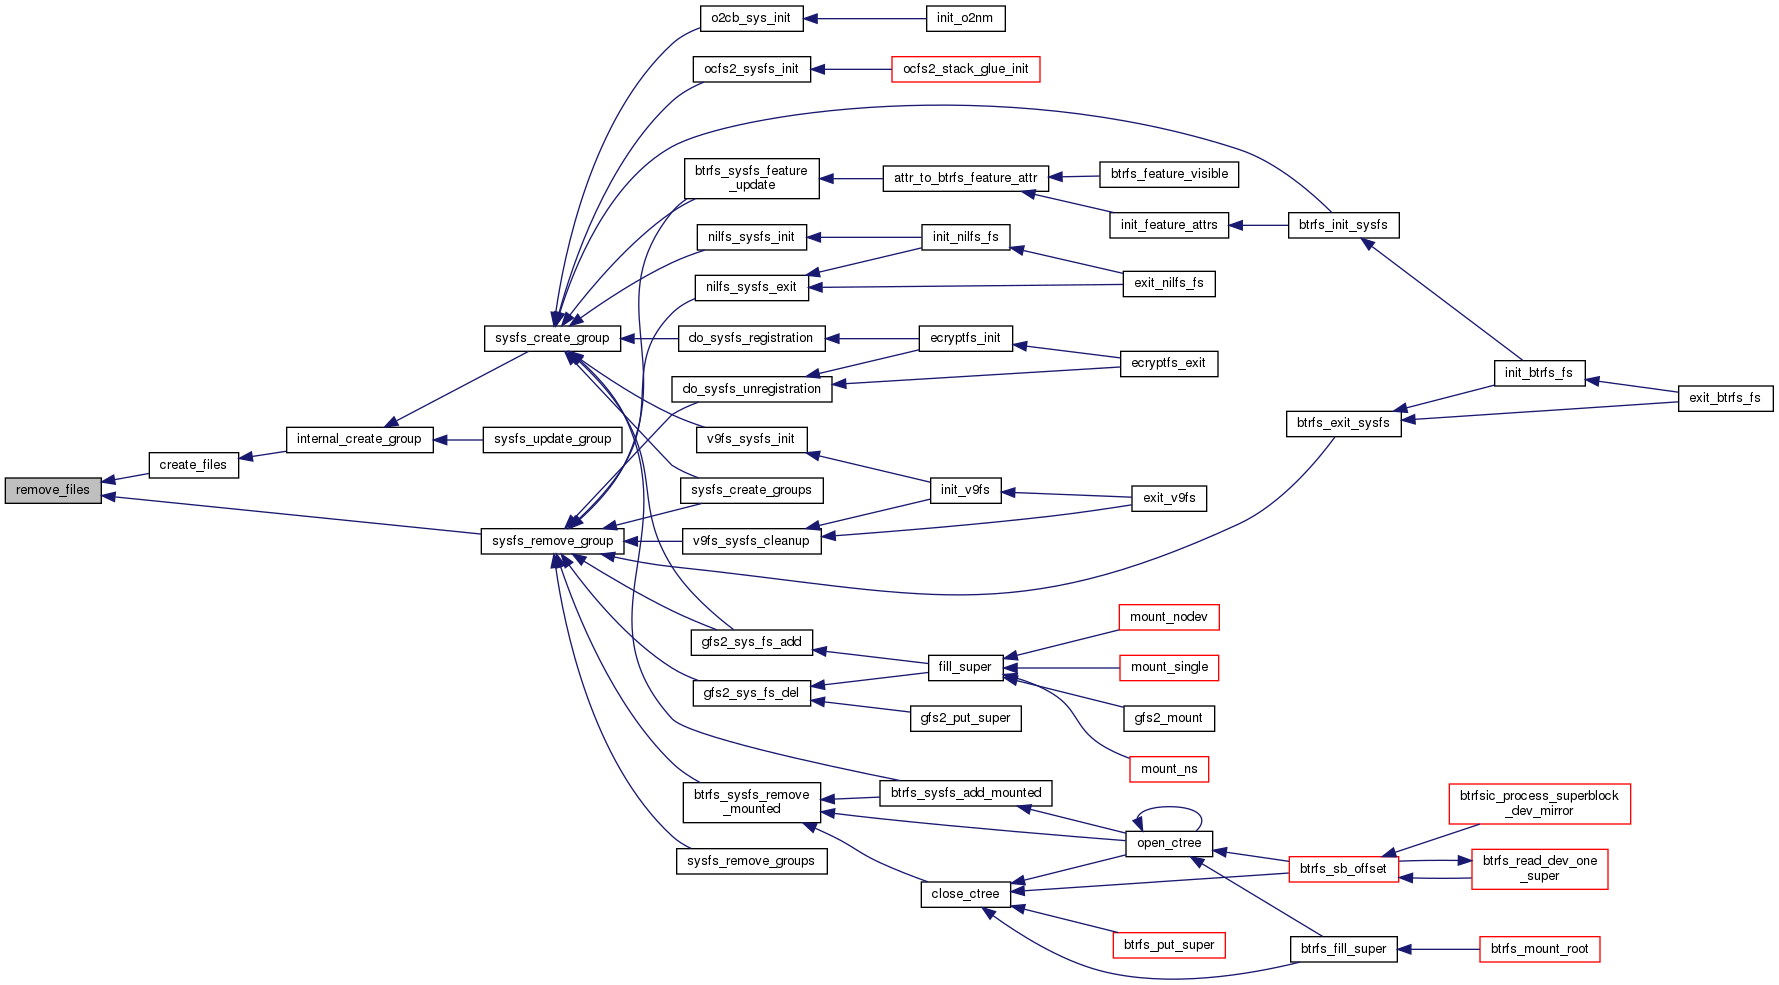 o2cb_sys_init
init_o2nm
ocfs2_sysfs_init
ocfs2_stack_glue_init
btrfs_sysfs_feature
_update
attr_to_btrfs_feature_attr
btrfs_feature_visible
init_feature_attrs
btrfs_init_sysfs
nilfs_sysfs_init
init_nilfs_fs
nilfs_sysfs_exit
exit_nilfs_fs
sysfs_create_group
do_sysfs_registration
ecryptfs_init
ecryptfs_exit
do_sysfs_unregistration
init_btrfs_fs
exit_btrfs_fs
btrfs_exit_sysfs
internal_create_group
sysfs_update_group
v9fs_sysfs_init
create_files
remove_files
sysfs_create_groups
init_v9fs
exit_v9fs
sysfs_remove_group
v9fs_sysfs_cleanup
mount_nodev
gfs2_sys_fs_add
fill_super
mount_single
gfs2_sys_fs_del
gfs2_put_super
gfs2_mount
mount_ns
btrfs_sysfs_remove
_mounted
btrfs_sysfs_add_mounted
btrfsic_process_superblock
_dev_mirror
open_ctree
sysfs_remove_groups
btrfs_sb_offset
btrfs_read_dev_one
_super
close_ctree
btrfs_put_super
btrfs_fill_super
btrfs_mount_root